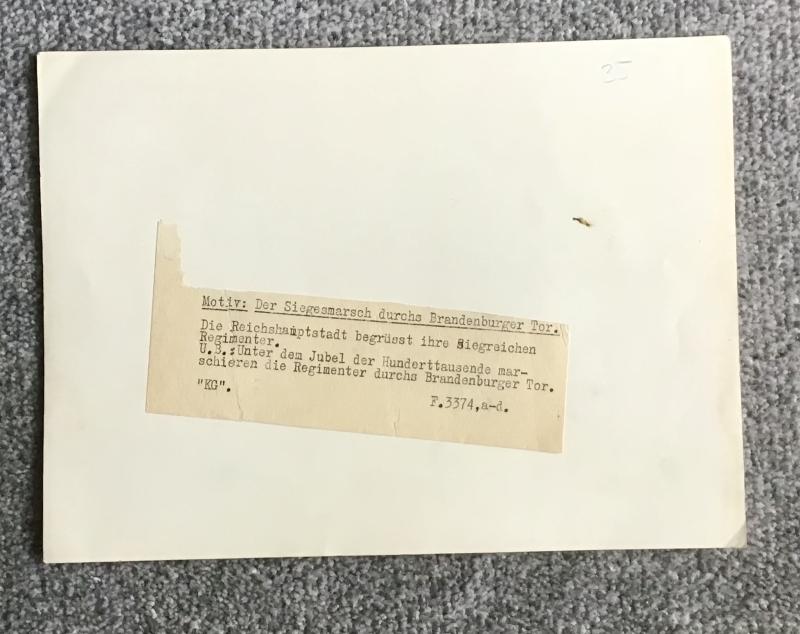 25
Motiv: Der Siegesmarsch durchs Brandenburger Tor.
Die Reichshauptstadt begrüsst ihre Siegreichen
Regimenter.
U.B.:Unter dem Jubel der Hunderttausende mar-
schieren die Regimenter durchs Brandenburger Tor.
"KG". F.3374,a-d.